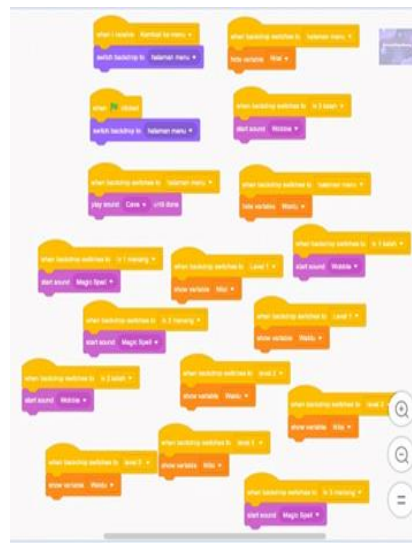 when I receive Kembali ke menu
switch backdrop to halaman menu
when backdrop switches to halaman menu
hide variable Nilai
when clicked
switch backdrop to halaman menu
when backdrop switches to
start sound Wobble
when backdrop switches to halaman menu
play sound Cave until done
when backdrop switches to halaman menu
hide variable Waktu
when backdrop switches to menang
start sound Magic Spell
when backdrop switches to Level 1
show variable Nilai
when backdrop switches to
start sound Wobble
when backdrop switches to menang
start sound Magic Spell
when backdrop switches to Level 1
show variable Waktu
when backdrop switches to
start sound Wobble
when backdrop switches to level 2
show variable Waktu
when backdrop switches to level
show variable Nilai
when backdrop switches to level
show variable Waktu
when backdrop switches to level
show variable Nilai
when backdrop switches to menang
start sound Magic Spell